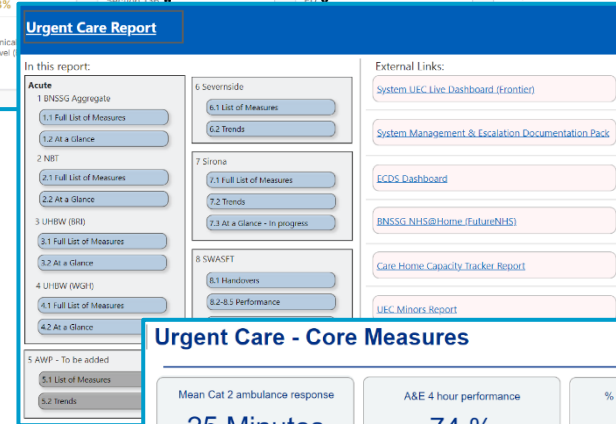 Urgent Care Report
In this report:
Acute
1 BNSSG Aggregate
1.1 Full List of Measures
1.2 At a Glance
2 NBT
2.1 Full List of Measures
2.2 At a Glance
3 UHBW (BRI)
3.1 Full List of Measures
3.2 At a Glance
4 UHBW (WGH)
4.1 Full List of Measures
4.2 At a Glance
5 AWP - To be added
5.1 List of Measures
5.2 Trends
6 Severnside
6.1 List of Measures
6.2 Trends
7 Sirona
7.1 Full List of Measures
7.2 Trends
7.3 At a Glance - In progress
8 SWASFT
8.1 Handovers
8.2-8.5 Performance
External Links:
System UEC Live Dashboard (Frontier)
System Management & Escalation Documentation Pack
ECDS Dashboard
BNSSG NHS@Home (FutureNHS)
Care Home Capacity Tracker Report
UEC Minors Report
Urgent Care - Core Measures
Mean Cat 2 ambulance response
25 Minutes
A&E 4 hour performance
74 %
%